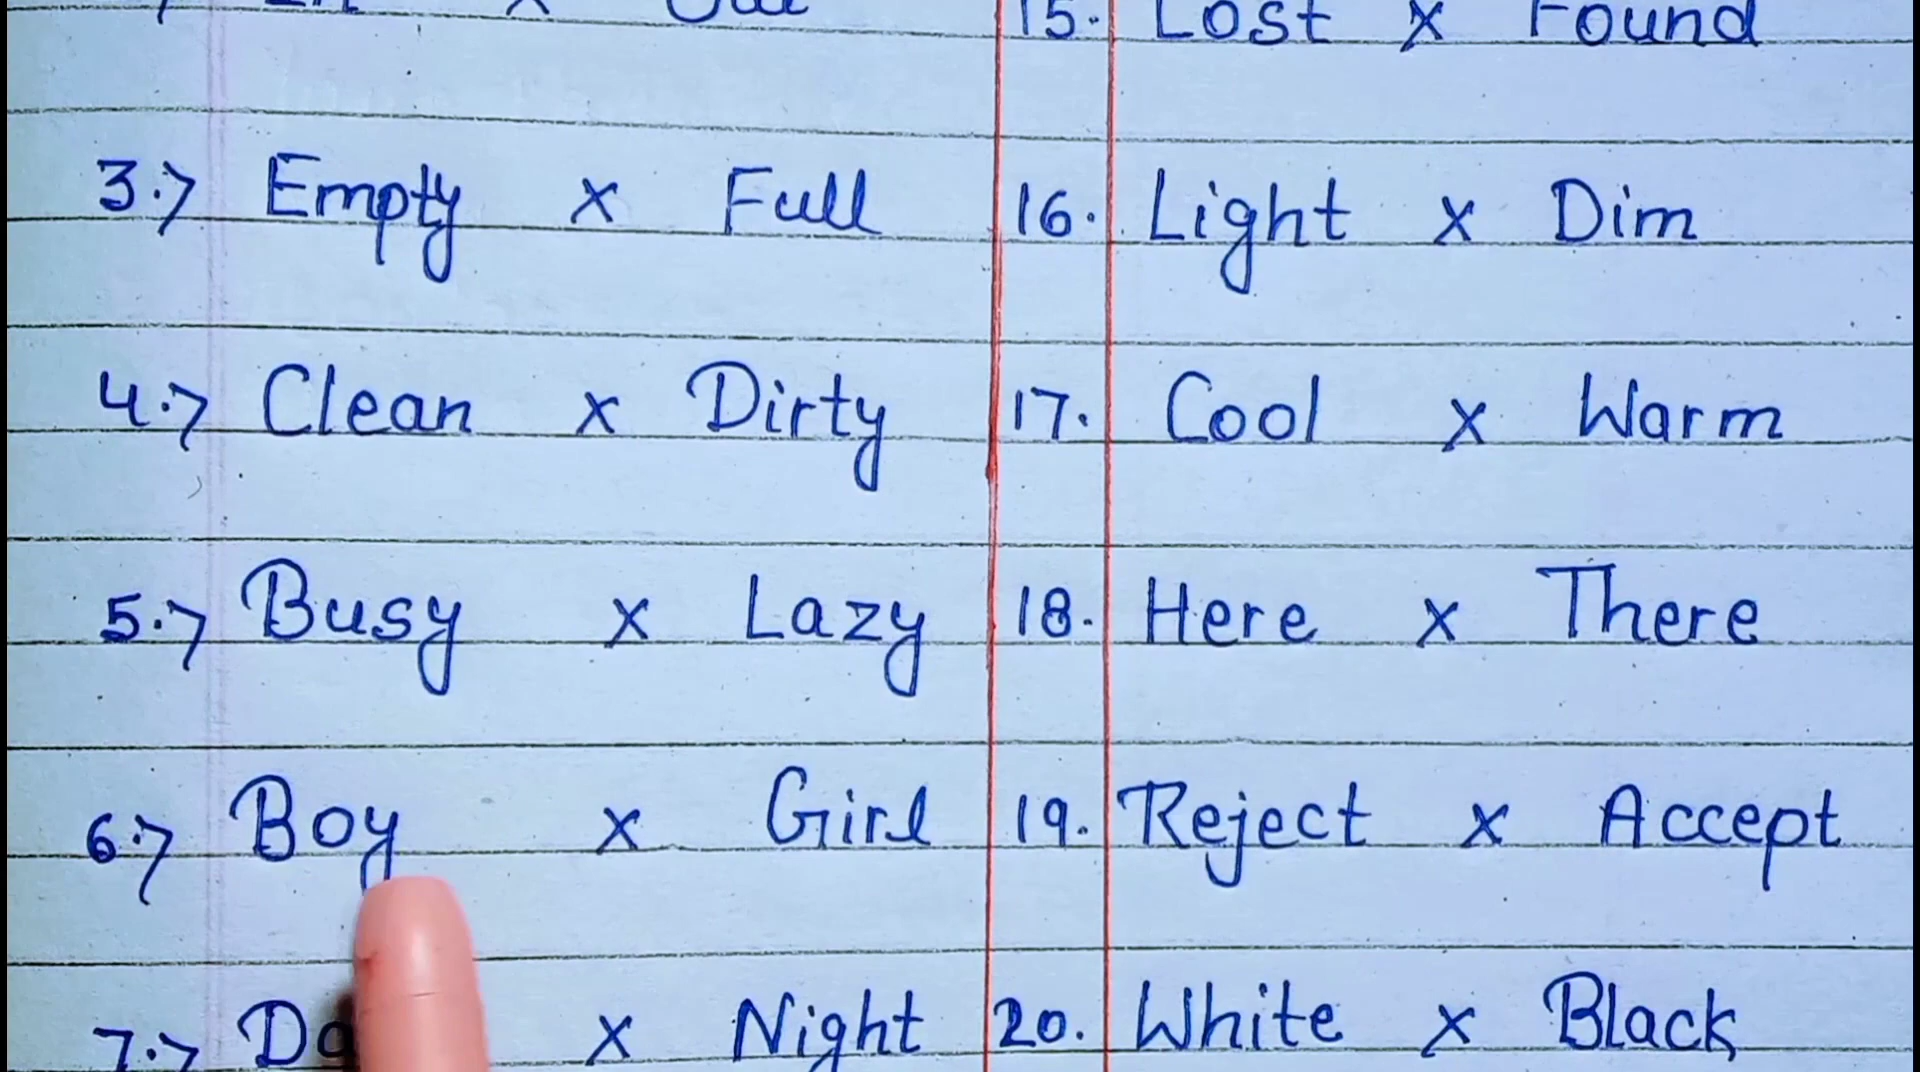 x
15. Lost x Found
3.> Empty x Full
16. Light x Dim
4.> Clean x Dirty
17. Cool x Warm
5.> Busy x Lazy
18. Here x There
6.> Boy x Girl
19. Reject x Accept
7.> x Night
20. White x Black